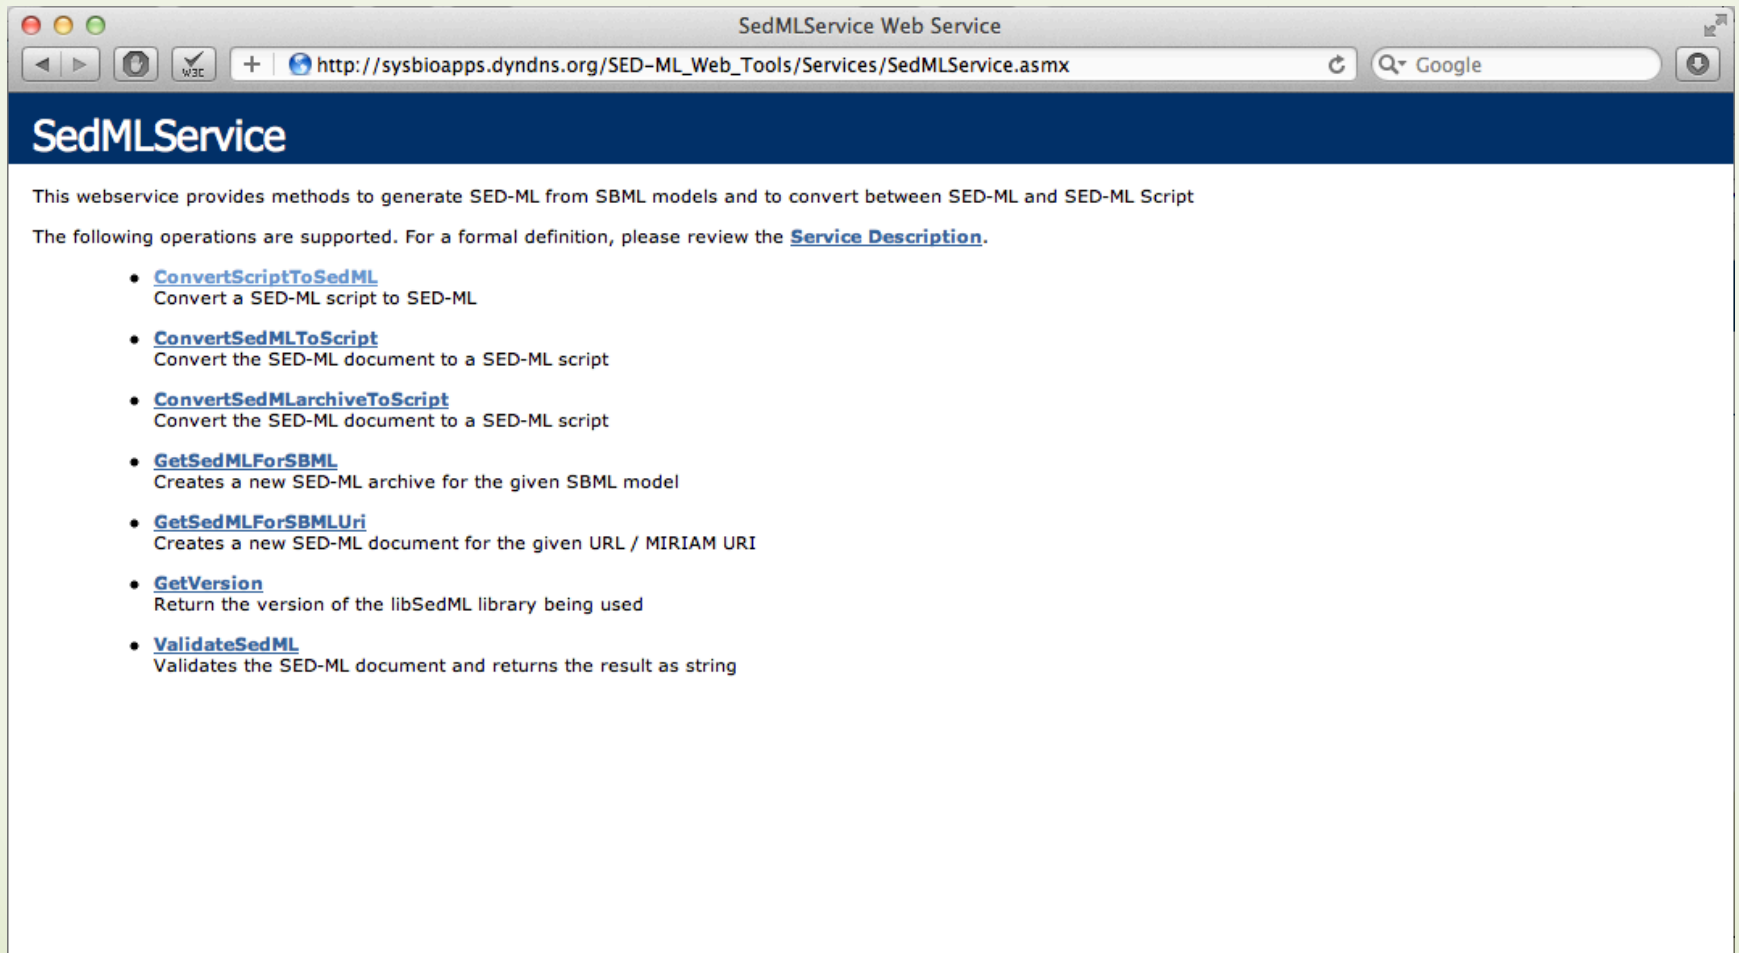 SedMLService Web Service
W3C
+
http://sysbioapps.dyndns.org/SED-ML_Web_Tools/Services/SedMLService.asmx
Google
SedMLService
This webservice provides methods to generate SED-ML from SBML models and to convert between SED-ML and SED-ML Script
The following operations are supported. For a formal definition, please review the Service Description.
• ConvertScriptToSedML
Convert a SED-ML script to SED-ML
• ConvertSedMLToScript
Convert the SED-ML document to a SED-ML script
• ConvertSedMLarchiveToScript
Convert the SED-ML document to a SED-ML script
• GetSedMLForSBML
Creates a new SED-ML archive for the given SBML model
• GetSedMLForSBMLUri
Creates a new SED-ML document for the given URL / MIRIAM URI
• GetVersion
Return the version of the libSedML library being used
• ValidateSedML
Validates the SED-ML document and returns the result as string